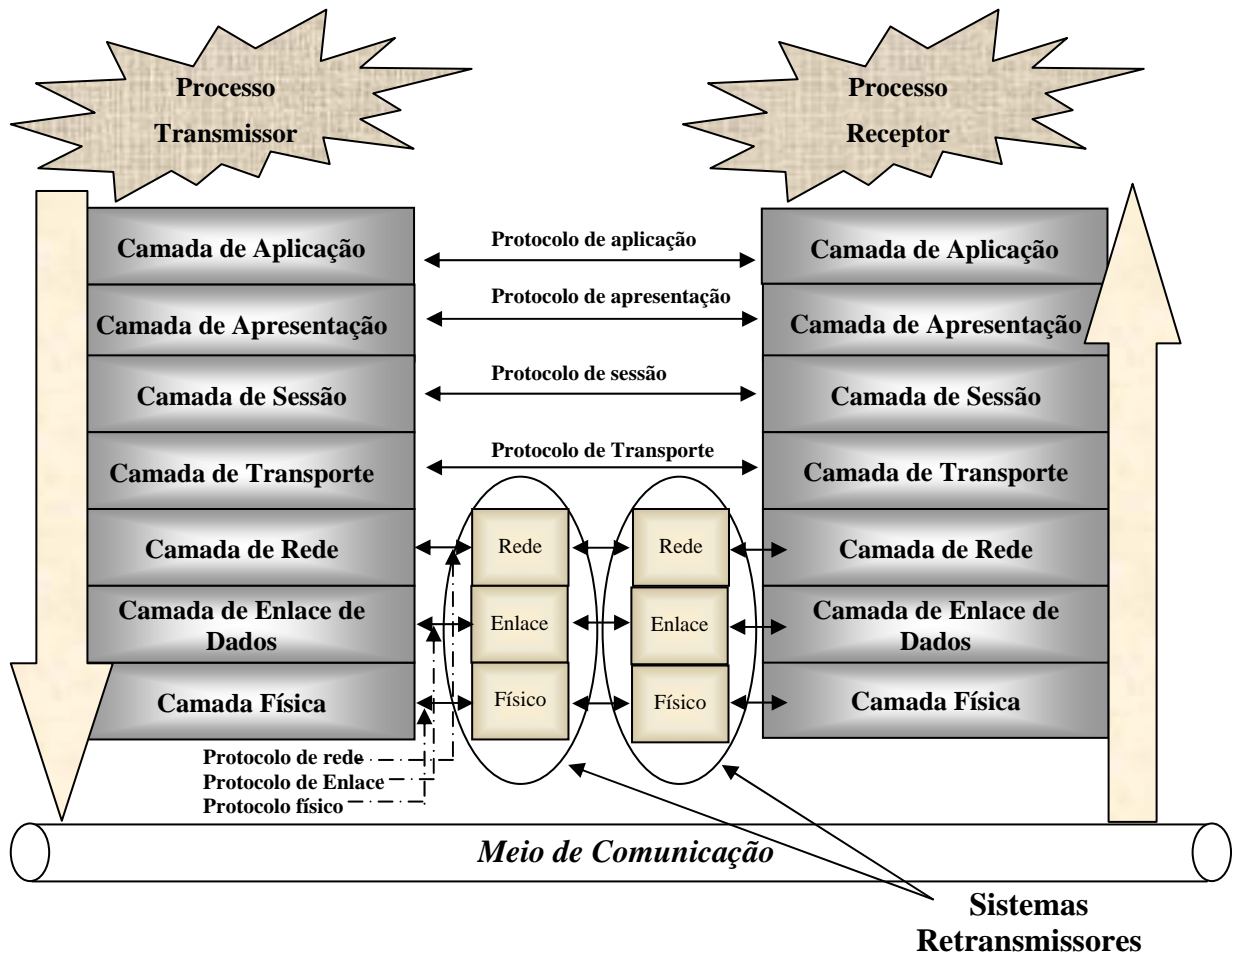 Processo
Transmissor
Processo
Receptor
Camada de Aplicação
Protocolo de aplicação
Camada de Aplicação
Camada de Apresentação
Protocolo de apresentação
Camada de Apresentação
Camada de Sessão
Protocolo de sessão
Camada de Sessão
Camada de Transporte
Protocolo de Transporte
Camada de Transporte
Camada de Rede
Rede
Rede
Camada de Rede
Camada de Enlace de
Dados
Enlace
Enlace
Camada de Enlace de
Dados
Camada Física
Físico
Físico
Camada Física
Protocolo de rede
Protocolo de Enlace
Protocolo físico
Meio de Comunicação
Sistemas
Retransmissores